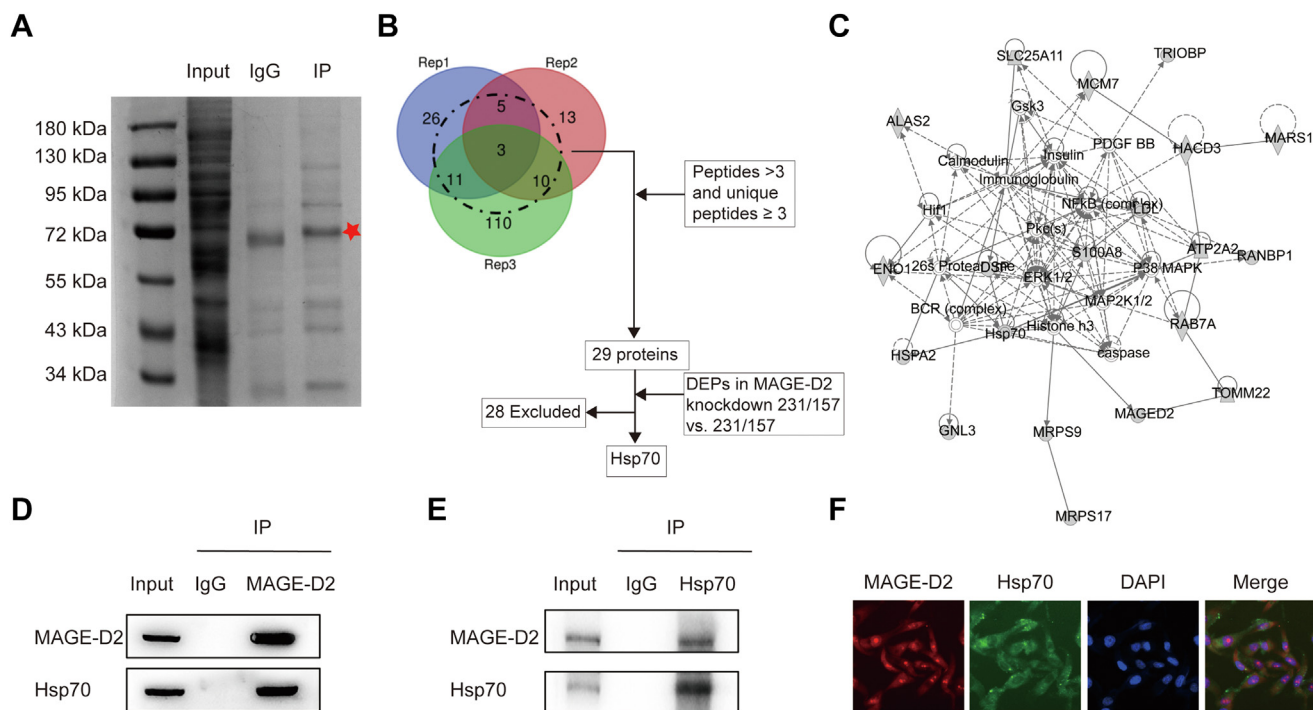 A
Input IgG IP
180 kDa
130 kDa
95 kDa
72 kDa
55 kDa
43 kDa
34 kDa
B
Rep1
Rep2
26
5
13
3
11
10
110
Rep3
Peptides >3
and unique
peptides ≥ 3
29 proteins
28 Excluded
DEPs in MAGE-D2
knockdown 231/157
vs. 231/157
Hsp70
C
SLC25A11
TRIOBP
MCM7
Gsk3
ALAS2
MARS1
HACD3
PDGF BB
Calmodulin
Insulin
Immunoglobulin
NFkB (complex)
LDL
Hif1
Pkc(s)
S100A8
ATP2A2
RANBP1
ENO1
P38 MAPK
ERK1/2
MAP2K1/2
BCR (complex)
Hsp70
Histone h3
RAB7A
HSPA2
caspase
TOMM22
MAGED2
GNL3
MRPS9
MRPS17
D
IP
Input IgG MAGE-D2
MAGE-D2
Hsp70
E
IP
Input IgG Hsp70
MAGE-D2
Hsp70
F
MAGE-D2 Hsp70 DAPI Merge